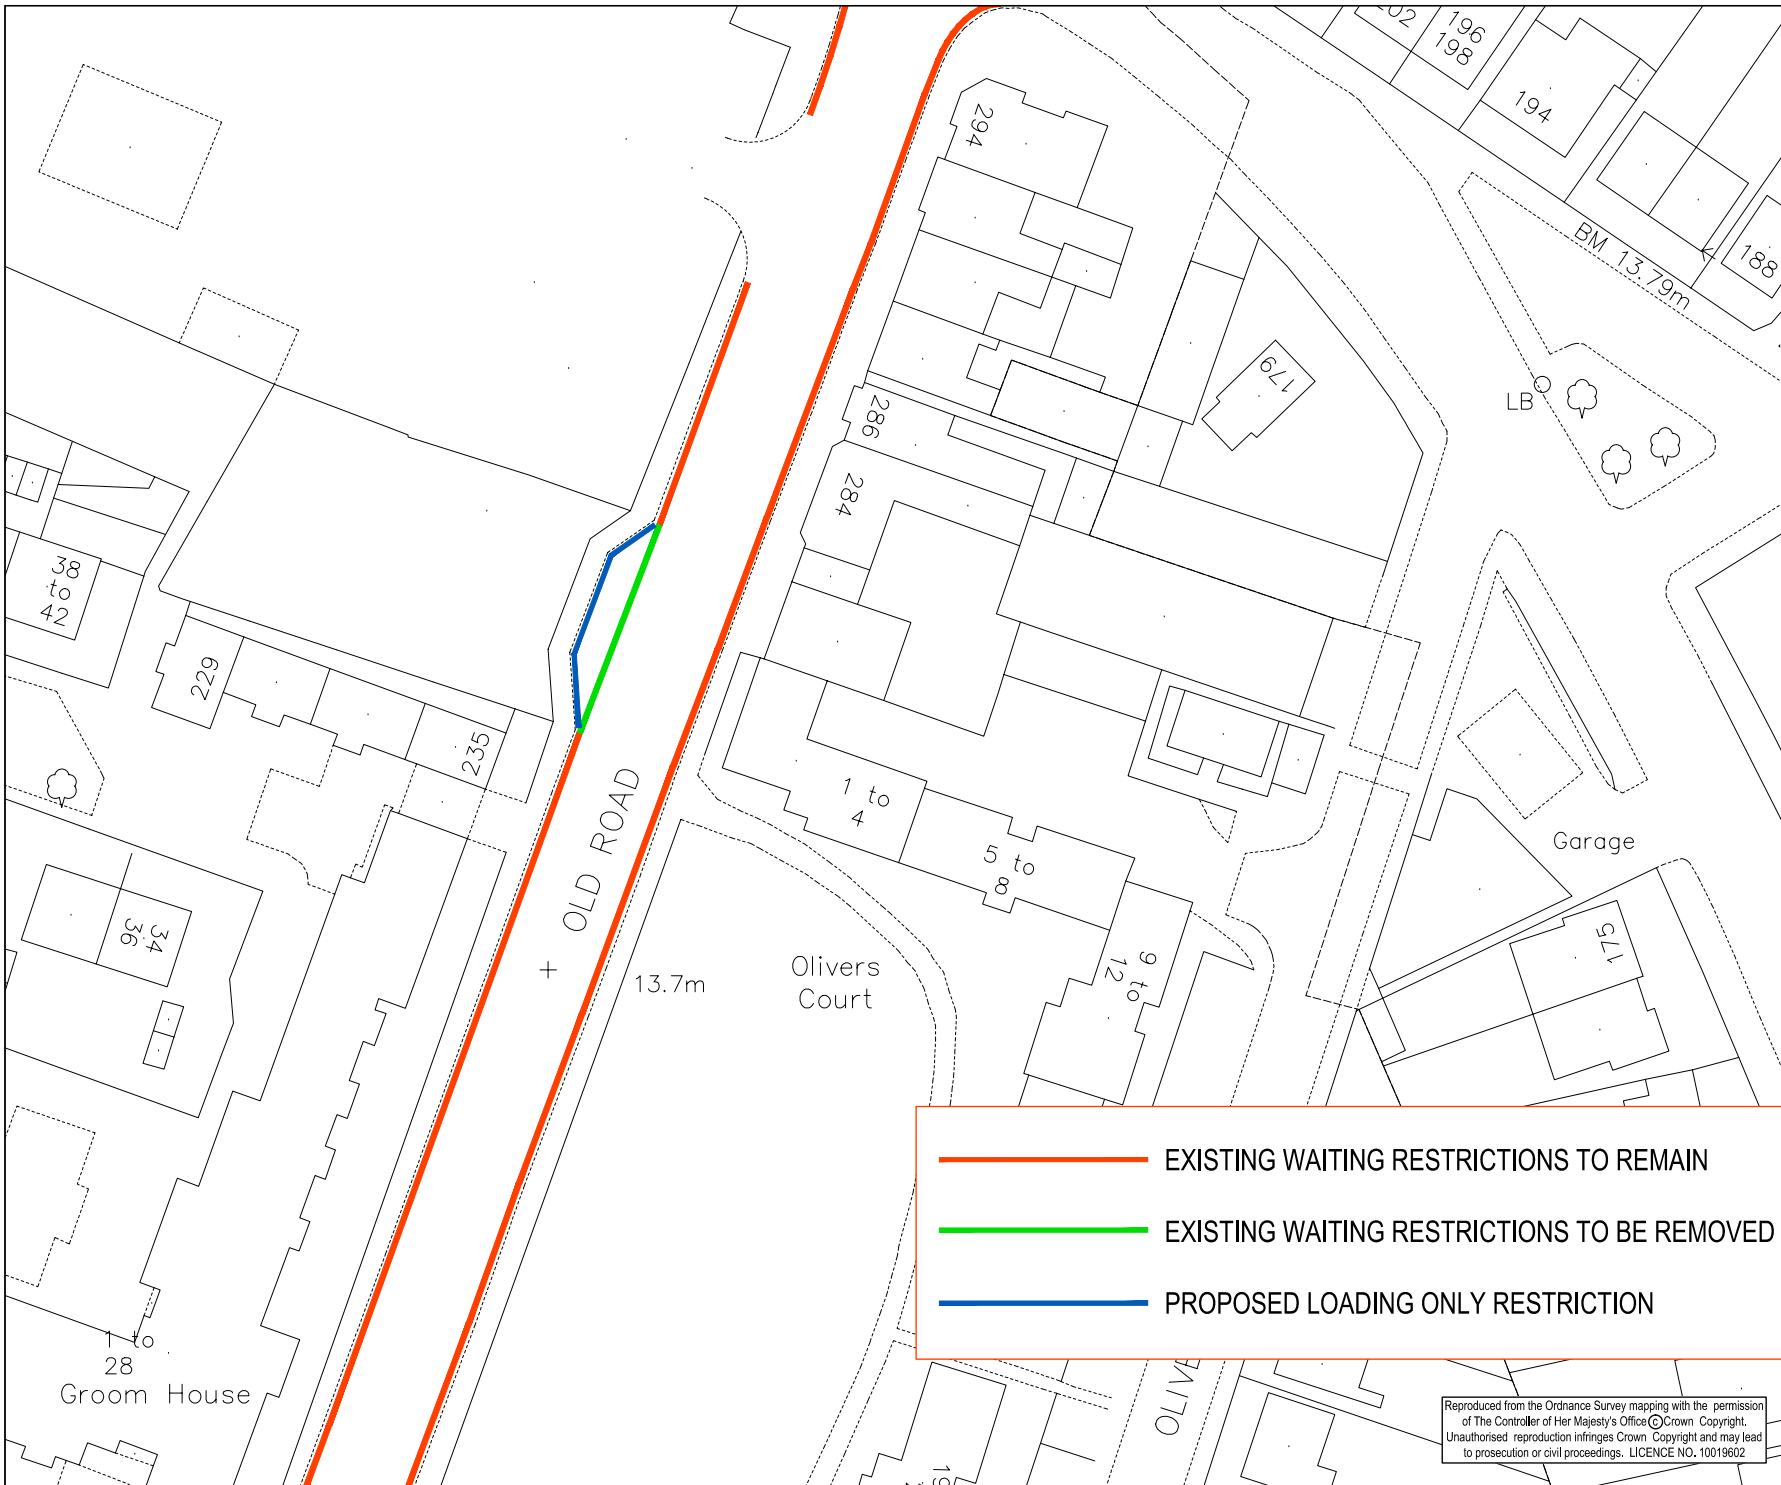 202
196
198
194
294
BM 13.79m
188
179
LB
286
284
38
to
42
229
235
OLD ROAD
1 to
4
5 to
8
Garage
34
36
9 to
12
175
13.7m
Olivers
Court
EXISTING WAITING RESTRICTIONS TO REMAIN
EXISTING WAITING RESTRICTIONS TO BE REMOVED
PROPOSED LOADING ONLY RESTRICTION
1 to
28
Groom House
Reproduced from the Ordnance Survey mapping with the permission
of The Controller of Her Majesty's Office © Crown Copyright.
Unauthorised reproduction infringes Crown Copyright and may lead
to prosecution or civil proceedings. LICENCE NO. 10019602